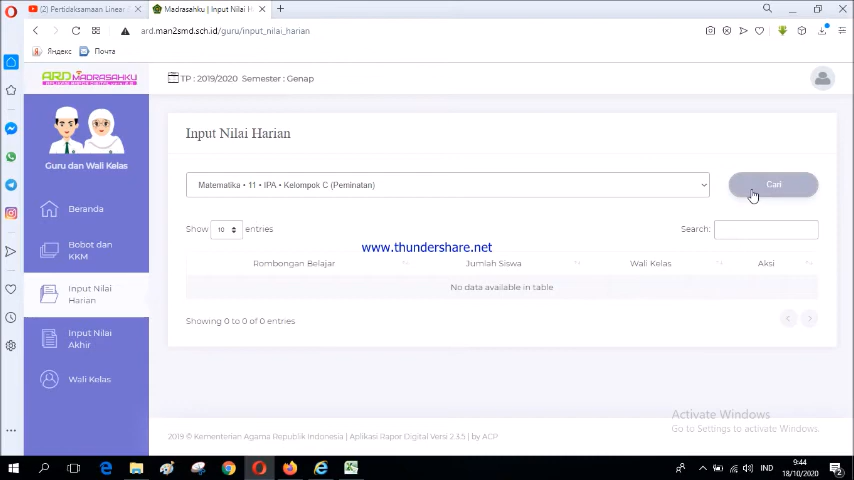 (2) Pertidaksamaan Linear
Madrasahku | Input Nilai H
ard.man2smd.sch.id/guru/input_nilai_harian
Яндекс
Почта
ARD MADRASAHKU
TP : 2019/2020 Semester : Genap
Guru dan Wali Kelas
Beranda
Bobot dan
KKM
Input Nilai
Harian
Input Nilai
Akhir
Wali Kelas
Input Nilai Harian
Matematika • 11 • IPA • Kelompok C (Peminatan)
Cari
Show 10 entries
Search:
www.thundershare.net
Rombongan Belajar
Jumlah Siswa
Wali Kelas
Aksi
No data available in table
Showing 0 to 0 of 0 entries
Activate Windows
Go to Settings to activate Windows.
2019 © Kementerian Agama Republik Indonesia | Aplikasi Rapor Digital Versi 2.3.5 | by ACP
IND
9:44
18/10/2020
2